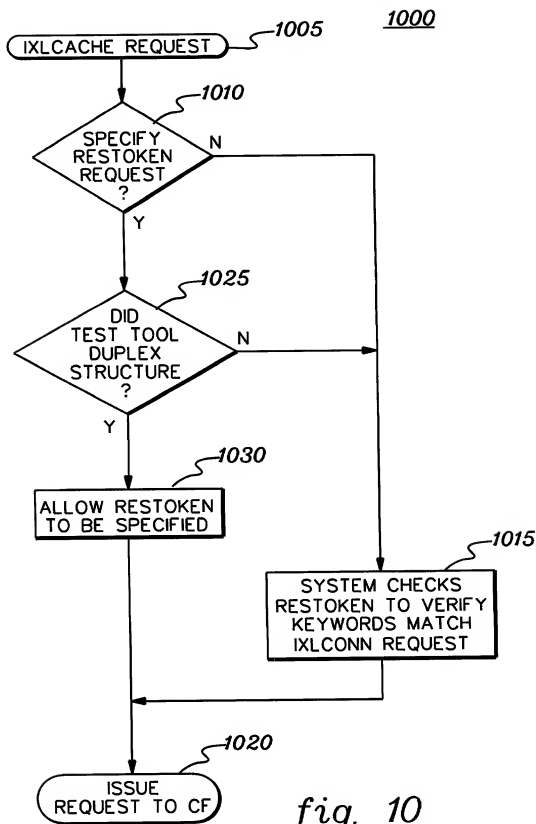 1000
IXLCACHE REQUEST
1005
1010
SPECIFY
RESTOKEN
REQUEST
?
N
Y
1025
DID
TEST TOOL
DUPLEX
STRUCTURE
?
N
Y
1030
ALLOW RESTOKEN
TO BE SPECIFIED
1015
SYSTEM CHECKS
RESTOKEN TO VERIFY
KEYWORDS MATCH
IXLCONN REQUEST
1020
ISSUE
REQUEST TO CF
fig. 10